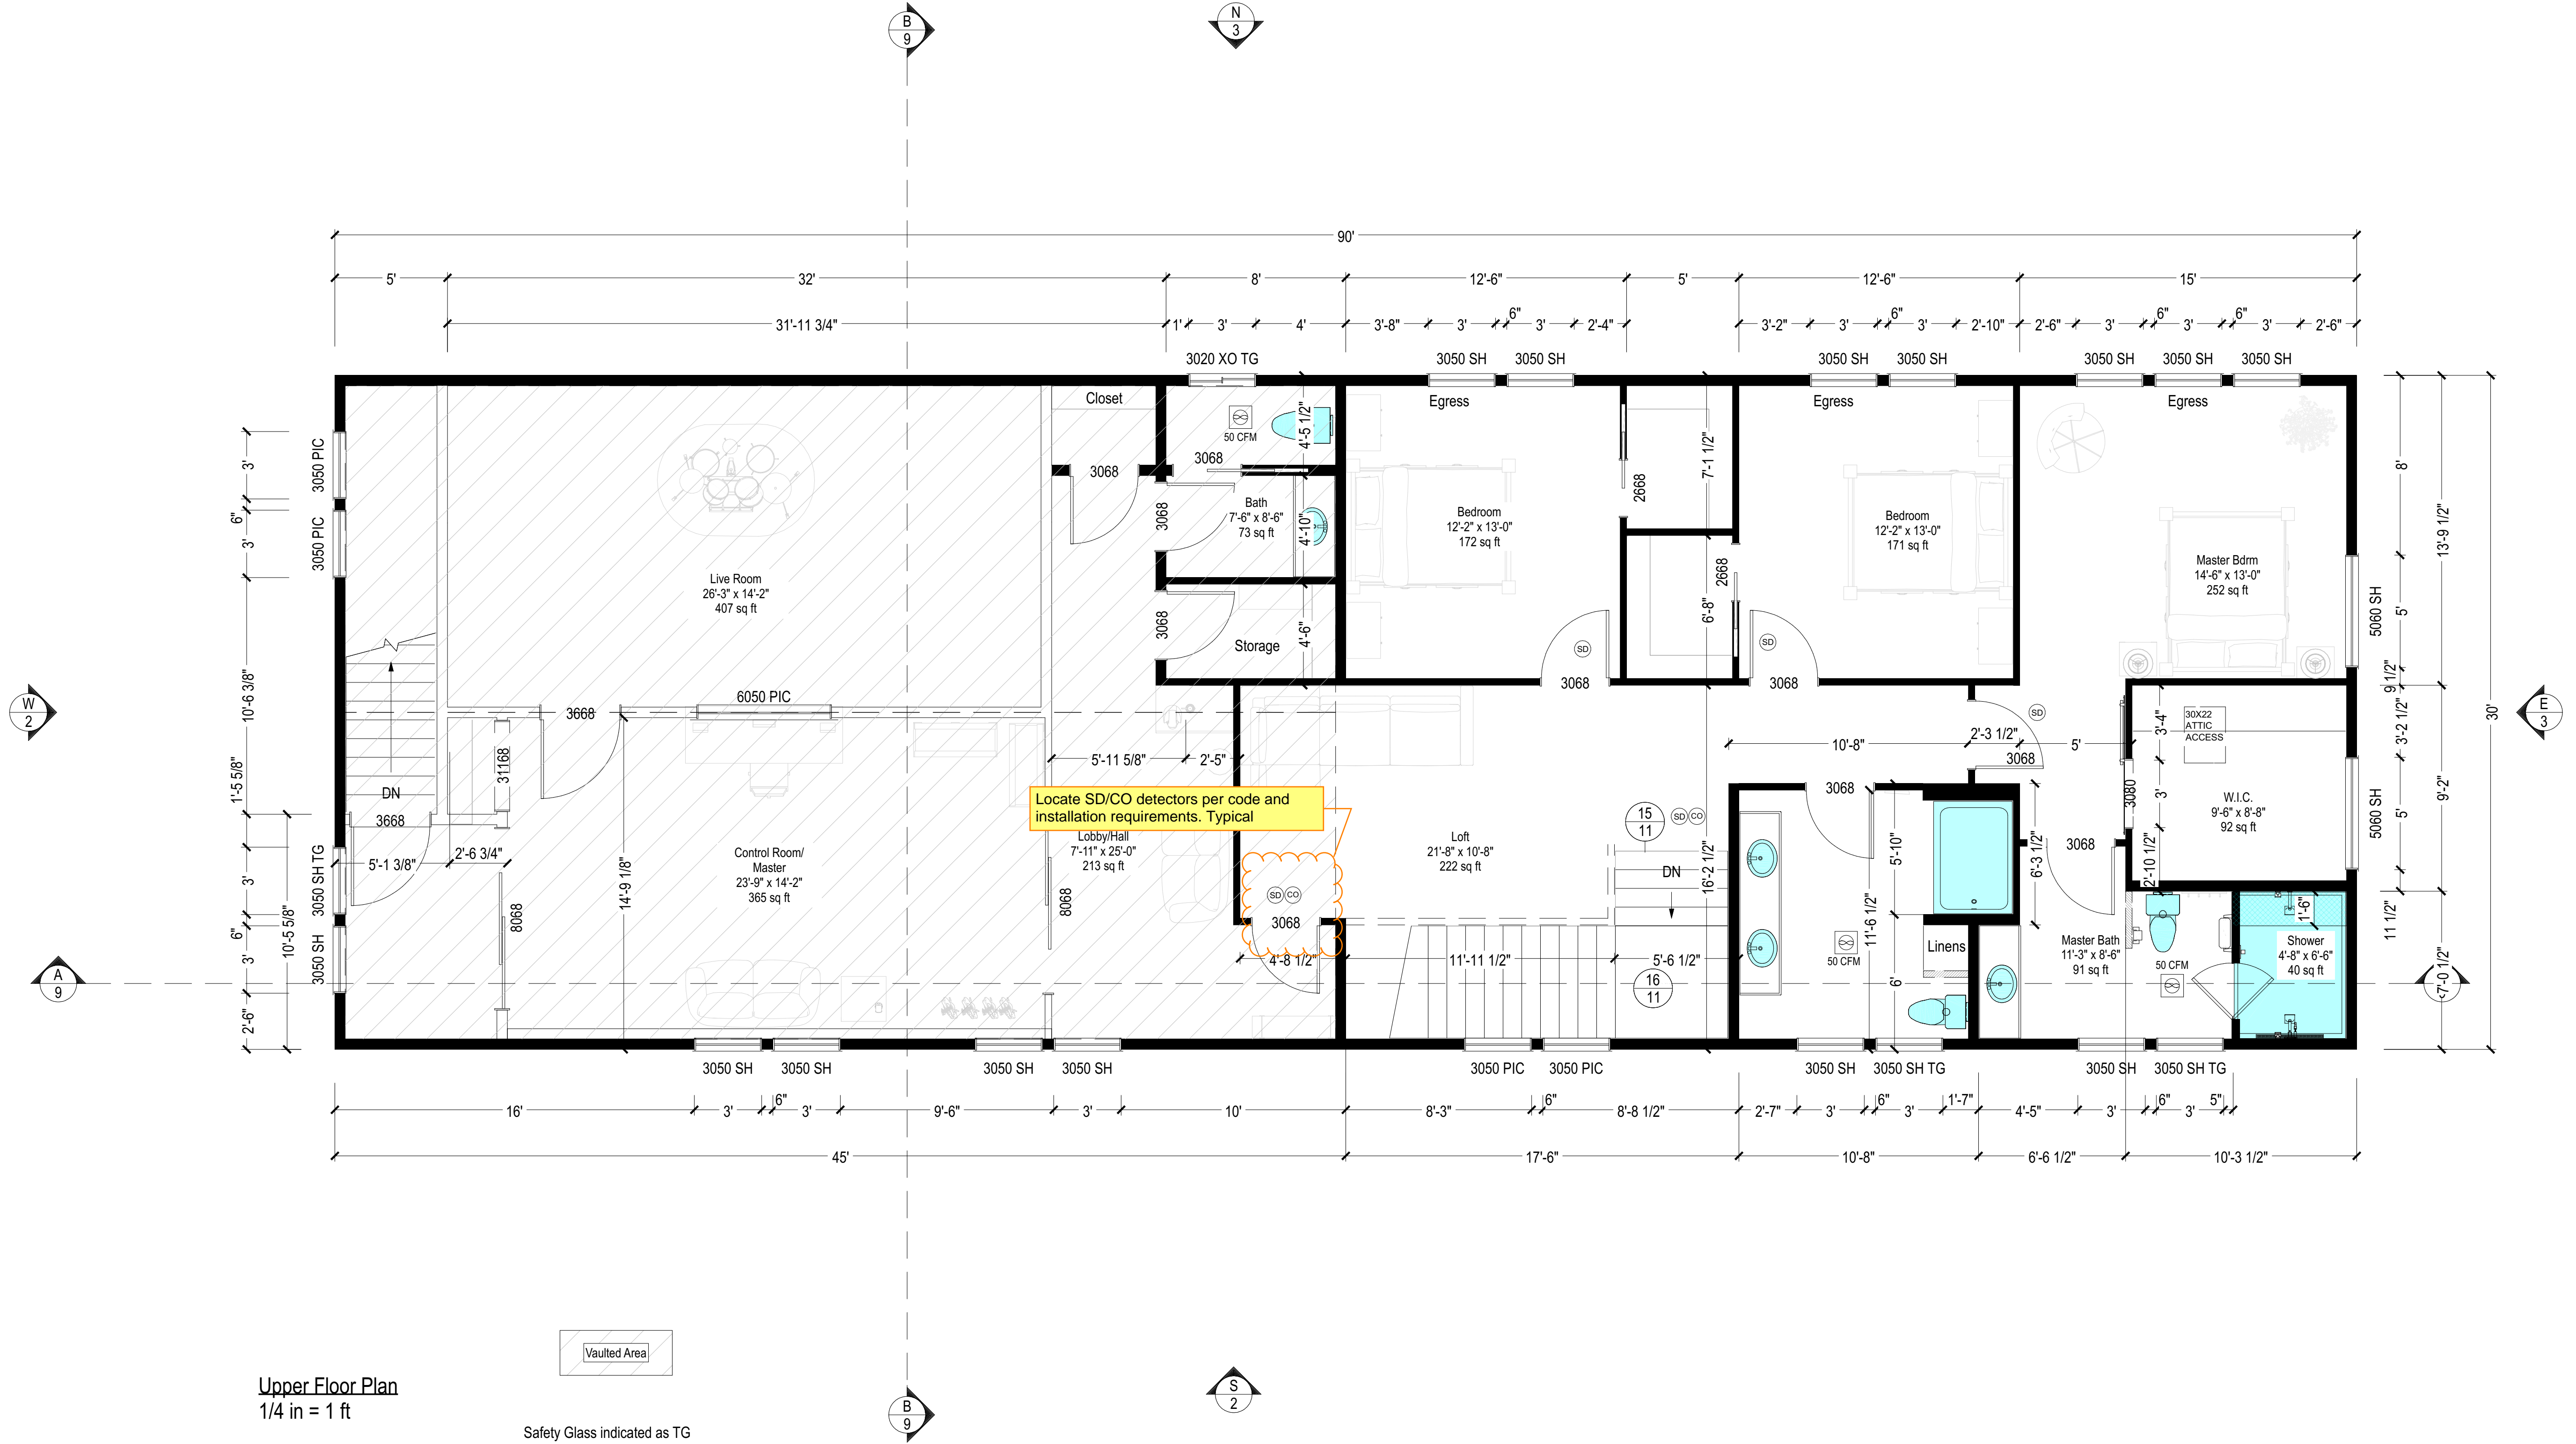 B
9
N
3
90'
5'
32'
8'
12'-6"
5'
12'-6"
15'
31'-11 3/4"
1'
3'
4'
3'-8"
3'
6"
3'
2'-4"
3'-2"
3'
6"
3'
2'-10"
2'-6"
3'
6"
3'
6"
3'
2'-6"
3020 XO TG
3050 SH
3050 SH
3050 SH
3050 SH
3050 SH
3050 SH
3050 SH
Closet
Egress
Egress
Egress
50 CFM
4'-5 1/2"
3068
3068
3050 PIC
3050 PIC
3'
6"
3'
10'-6 3/8"
1'-5 5/8"
7'-1 1/2"
2668
8'
13'-9 1/2"
3068
Bath
7'-6" x 8'-6"
73 sq ft
4'-10"
Bedroom
12'-2" x 13'-0"
172 sq ft
Bedroom
12'-2" x 13'-0"
171 sq ft
Master Bdrm
14'-6" x 13'-0"
252 sq ft
Live Room
26'-3" x 14'-2"
407 sq ft
2668
6'-8"
5060 SH
5'
9 1/2"
3068
Storage
4'-6"
SD
SD
3068
3068
W
2
6050 PIC
3668
31168
5'-11 5/8"
2'-5"
10'-8"
2'-3 1/2"
5'
SD
3068
30X22
ATTIC
ACCESS
3'-4"
3'-2 1/2"
30'
E
3
DN
3668
5'-1 3/8"
2'-6 3/4"
14'-9 1/8"
Locate SD/CO detectors per code and
installation requirements. Typical
Lobby/Hall
7'-11" x 25'-0"
213 sq ft
Control Room/
Master
23'-9" x 14'-2"
365 sq ft
8068
8068
Loft
21'-8" x 10'-8"
222 sq ft
15
11
SD
CO
DN
16'-2 1/2"
3068
5'-10"
6'-3 1/2"
3068
3080
3'
2'-10 1/2"
W.I.C.
9'-6" x 8'-8"
92 sq ft
5060 SH
5'
9'-2"
SD
CO
3068
4'-8 1/2"
11'-11 1/2"
5'-6 1/2"
16
11
50 CFM
11'-6 1/2"
6'
Linens
Master Bath
11'-3" x 8'-6"
91 sq ft
50 CFM
1'-6"
Shower
4'-8" x 6'-6"
40 sq ft
11 1/2"
7'-0 1/2"
3050 SH TG
3050 SH
3'
6"
3'
2'-6"
10'-5 5/8"
A
9
3050 SH
3050 SH
3050 SH
3050 SH
3050 PIC
3050 PIC
3050 SH
3050 SH TG
3050 SH
3050 SH TG
16'
3'
6"
3'
9'-6"
3'
10'
8'-3"
6"
8'-8 1/2"
2'-7"
3'
6"
3'
1'-7"
4'-5"
3'
6"
3'
5"
45'
17'-6"
10'-8"
6'-6 1/2"
10'-3 1/2"
Vaulted Area
Upper Floor Plan
1/4 in = 1 ft
B
9
S
2
Safety Glass indicated as TG